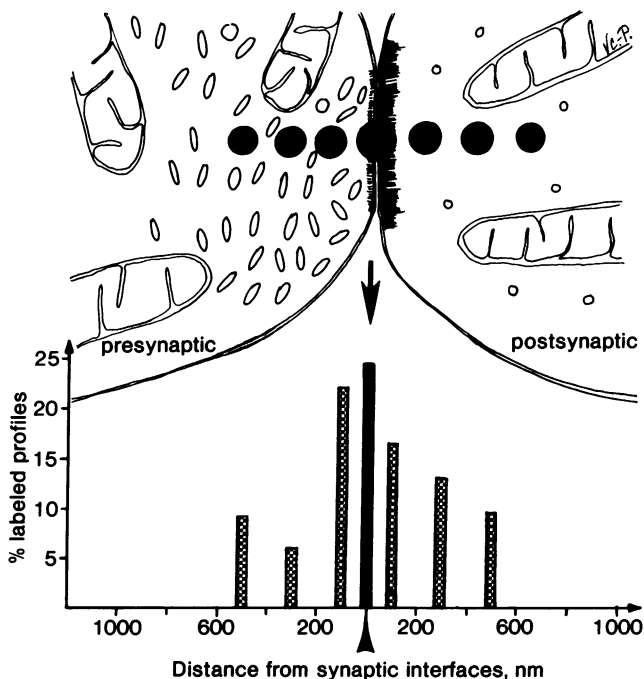 presynaptic
postsynaptic
25
20
15
10
5
% labeled profiles
1000 600 200 0 200 600 1000
Distance from synaptic interfaces, nm